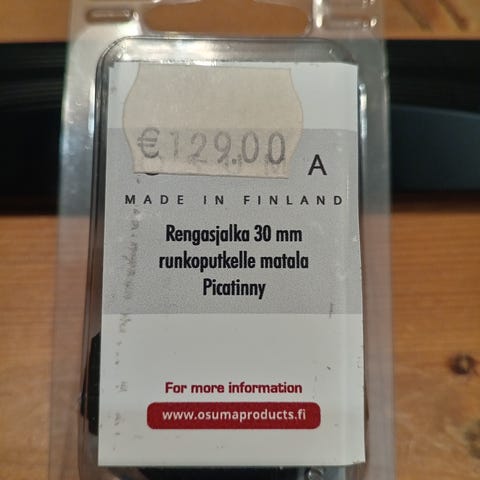 €129.00
A
MADE IN FINLAND
Rengasjalka 30 mm
runkoputkelle matala
Picatinny
For more information
www.osumaproducts.fi